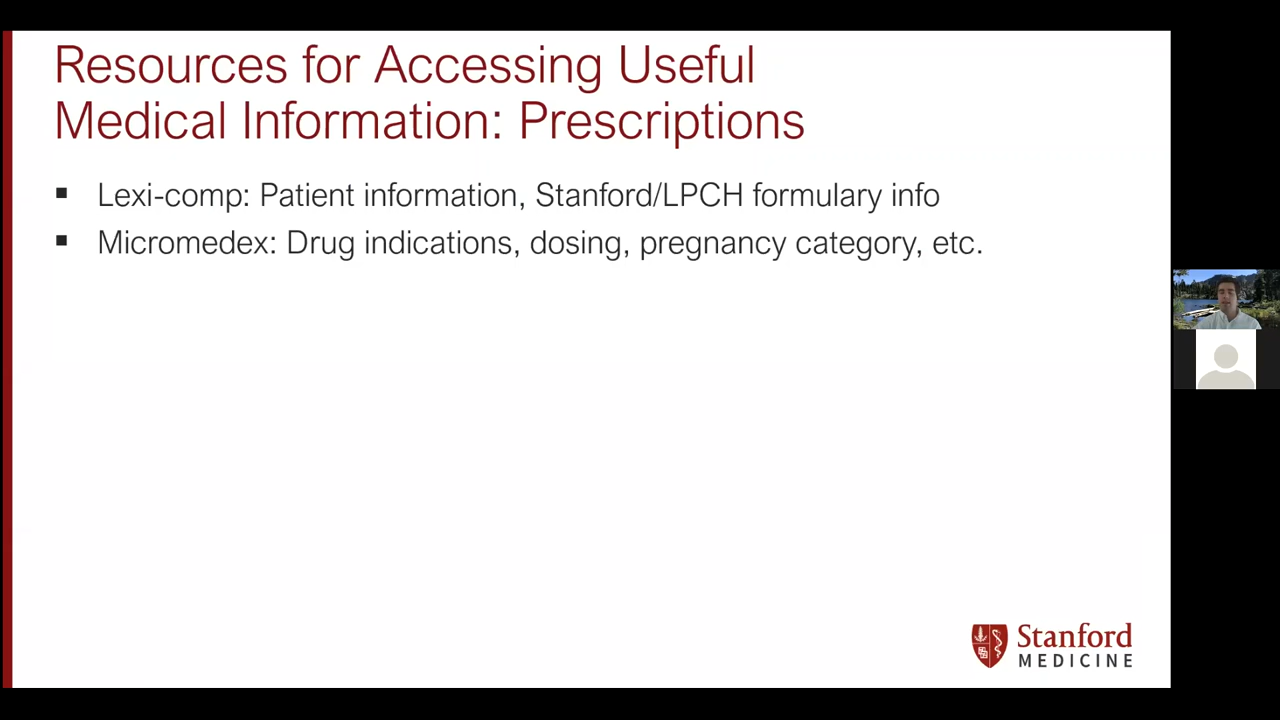 Resources for Accessing Useful
Medical Information: Prescriptions
▪ Lexi-comp: Patient information, Stanford/LPCH formulary info
▪ Micromedex: Drug indications, dosing, pregnancy category, etc.
Stanford
MEDICINE